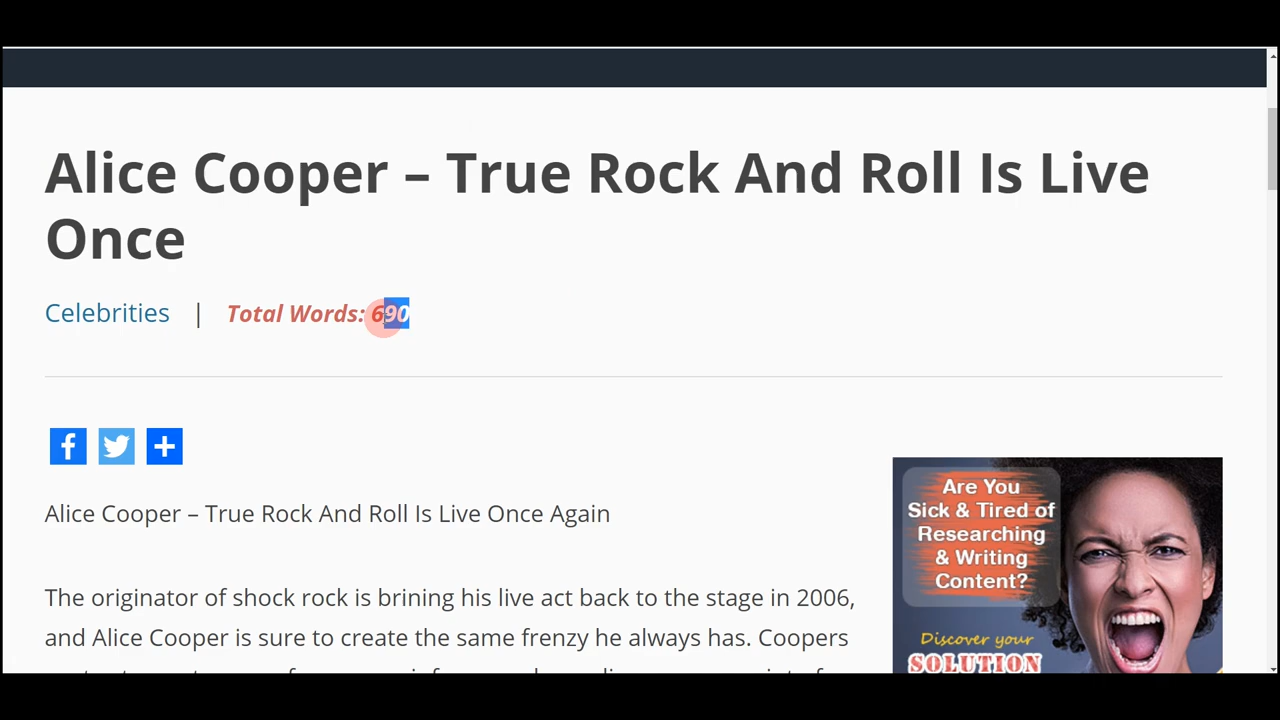 Alice Cooper – True Rock And Roll Is Live
Once
Celebrities | Total Words: 690
Alice Cooper – True Rock And Roll Is Live Once Again
The originator of shock rock is brining his live act back to the stage in 2006,
and Alice Cooper is sure to create the same frenzy he always has. Coopers
Are You
Sick & Tired of
Researching
& Writing
Content?
Discover your
SOLUTION